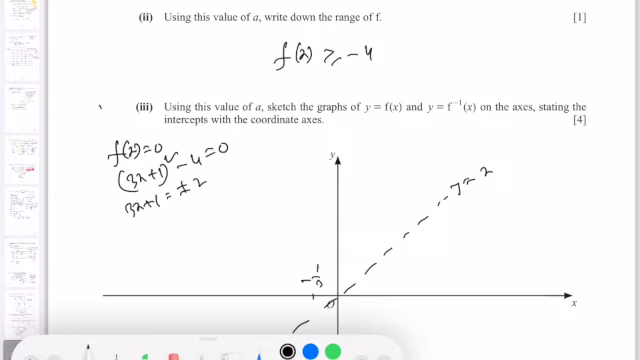 (ii) Using this value of a, write down the range of f. [1]
f(x) ≥ -4
(iii) Using this value of a, sketch the graphs of y = f(x) and y = f⁻¹(x) on the axes, stating the
intercepts with the coordinate axes. [4]
f(x)=0
(3x+1)² - 4 = 0
3x+1 = ±2
y
y = x
-1/3
0
x